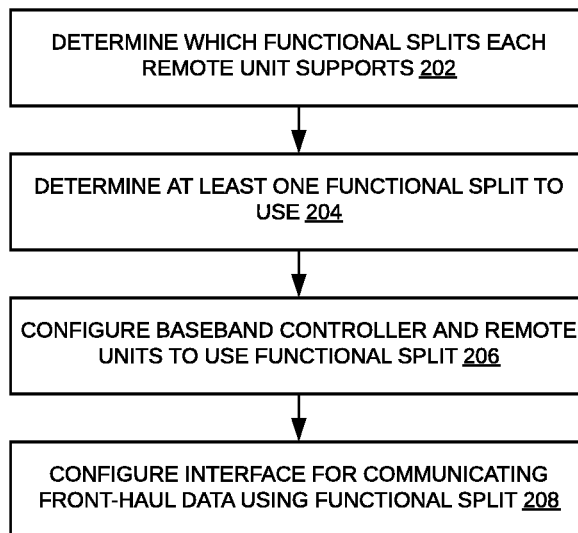 DETERMINE WHICH FUNCTIONAL SPLITS EACH
REMOTE UNIT SUPPORTS 202
DETERMINE AT LEAST ONE FUNCTIONAL SPLIT TO
USE 204
CONFIGURE BASEBAND CONTROLLER AND REMOTE
UNITS TO USE FUNCTIONAL SPLIT 206
CONFIGURE INTERFACE FOR COMMUNICATING
FRONT-HAUL DATA USING FUNCTIONAL SPLIT 208